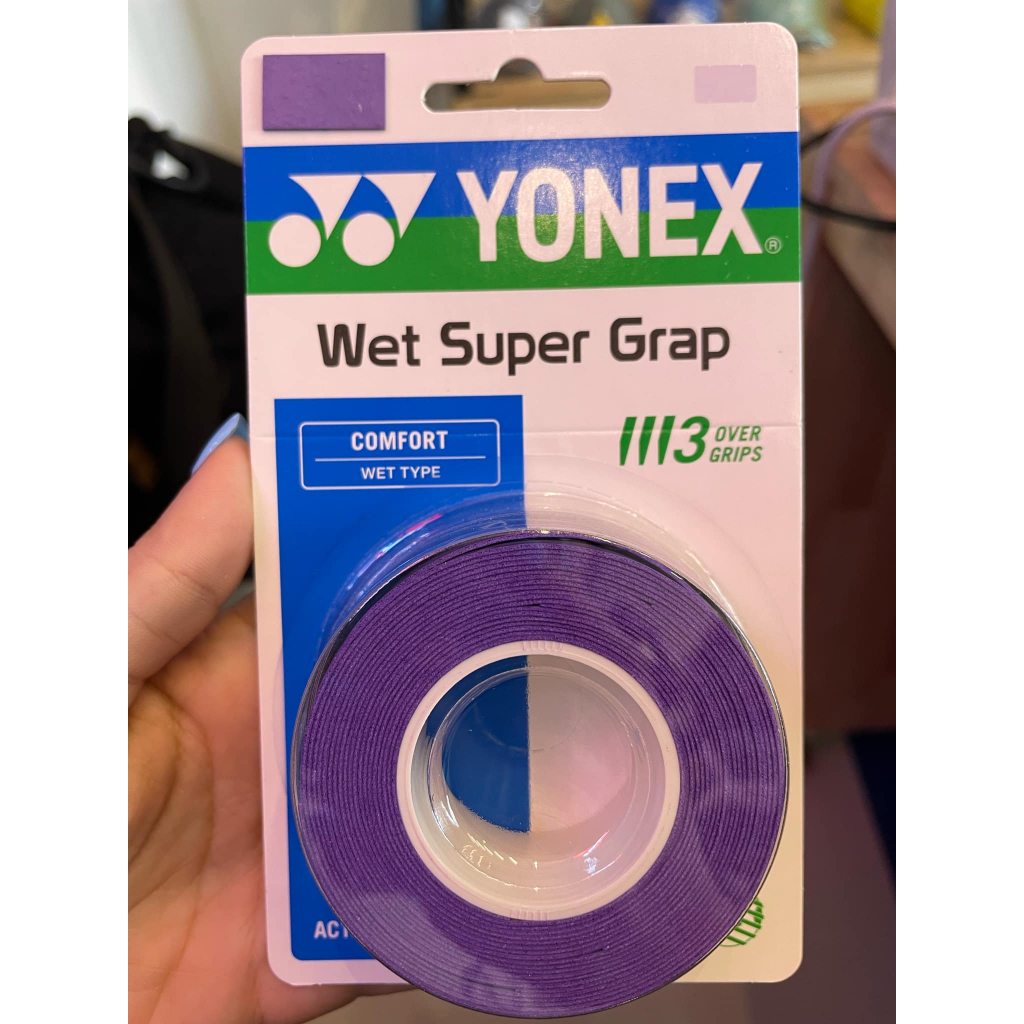 YONEX®
Wet Super Grap
COMFORT
WET TYPE
3 OVER
GRIPS